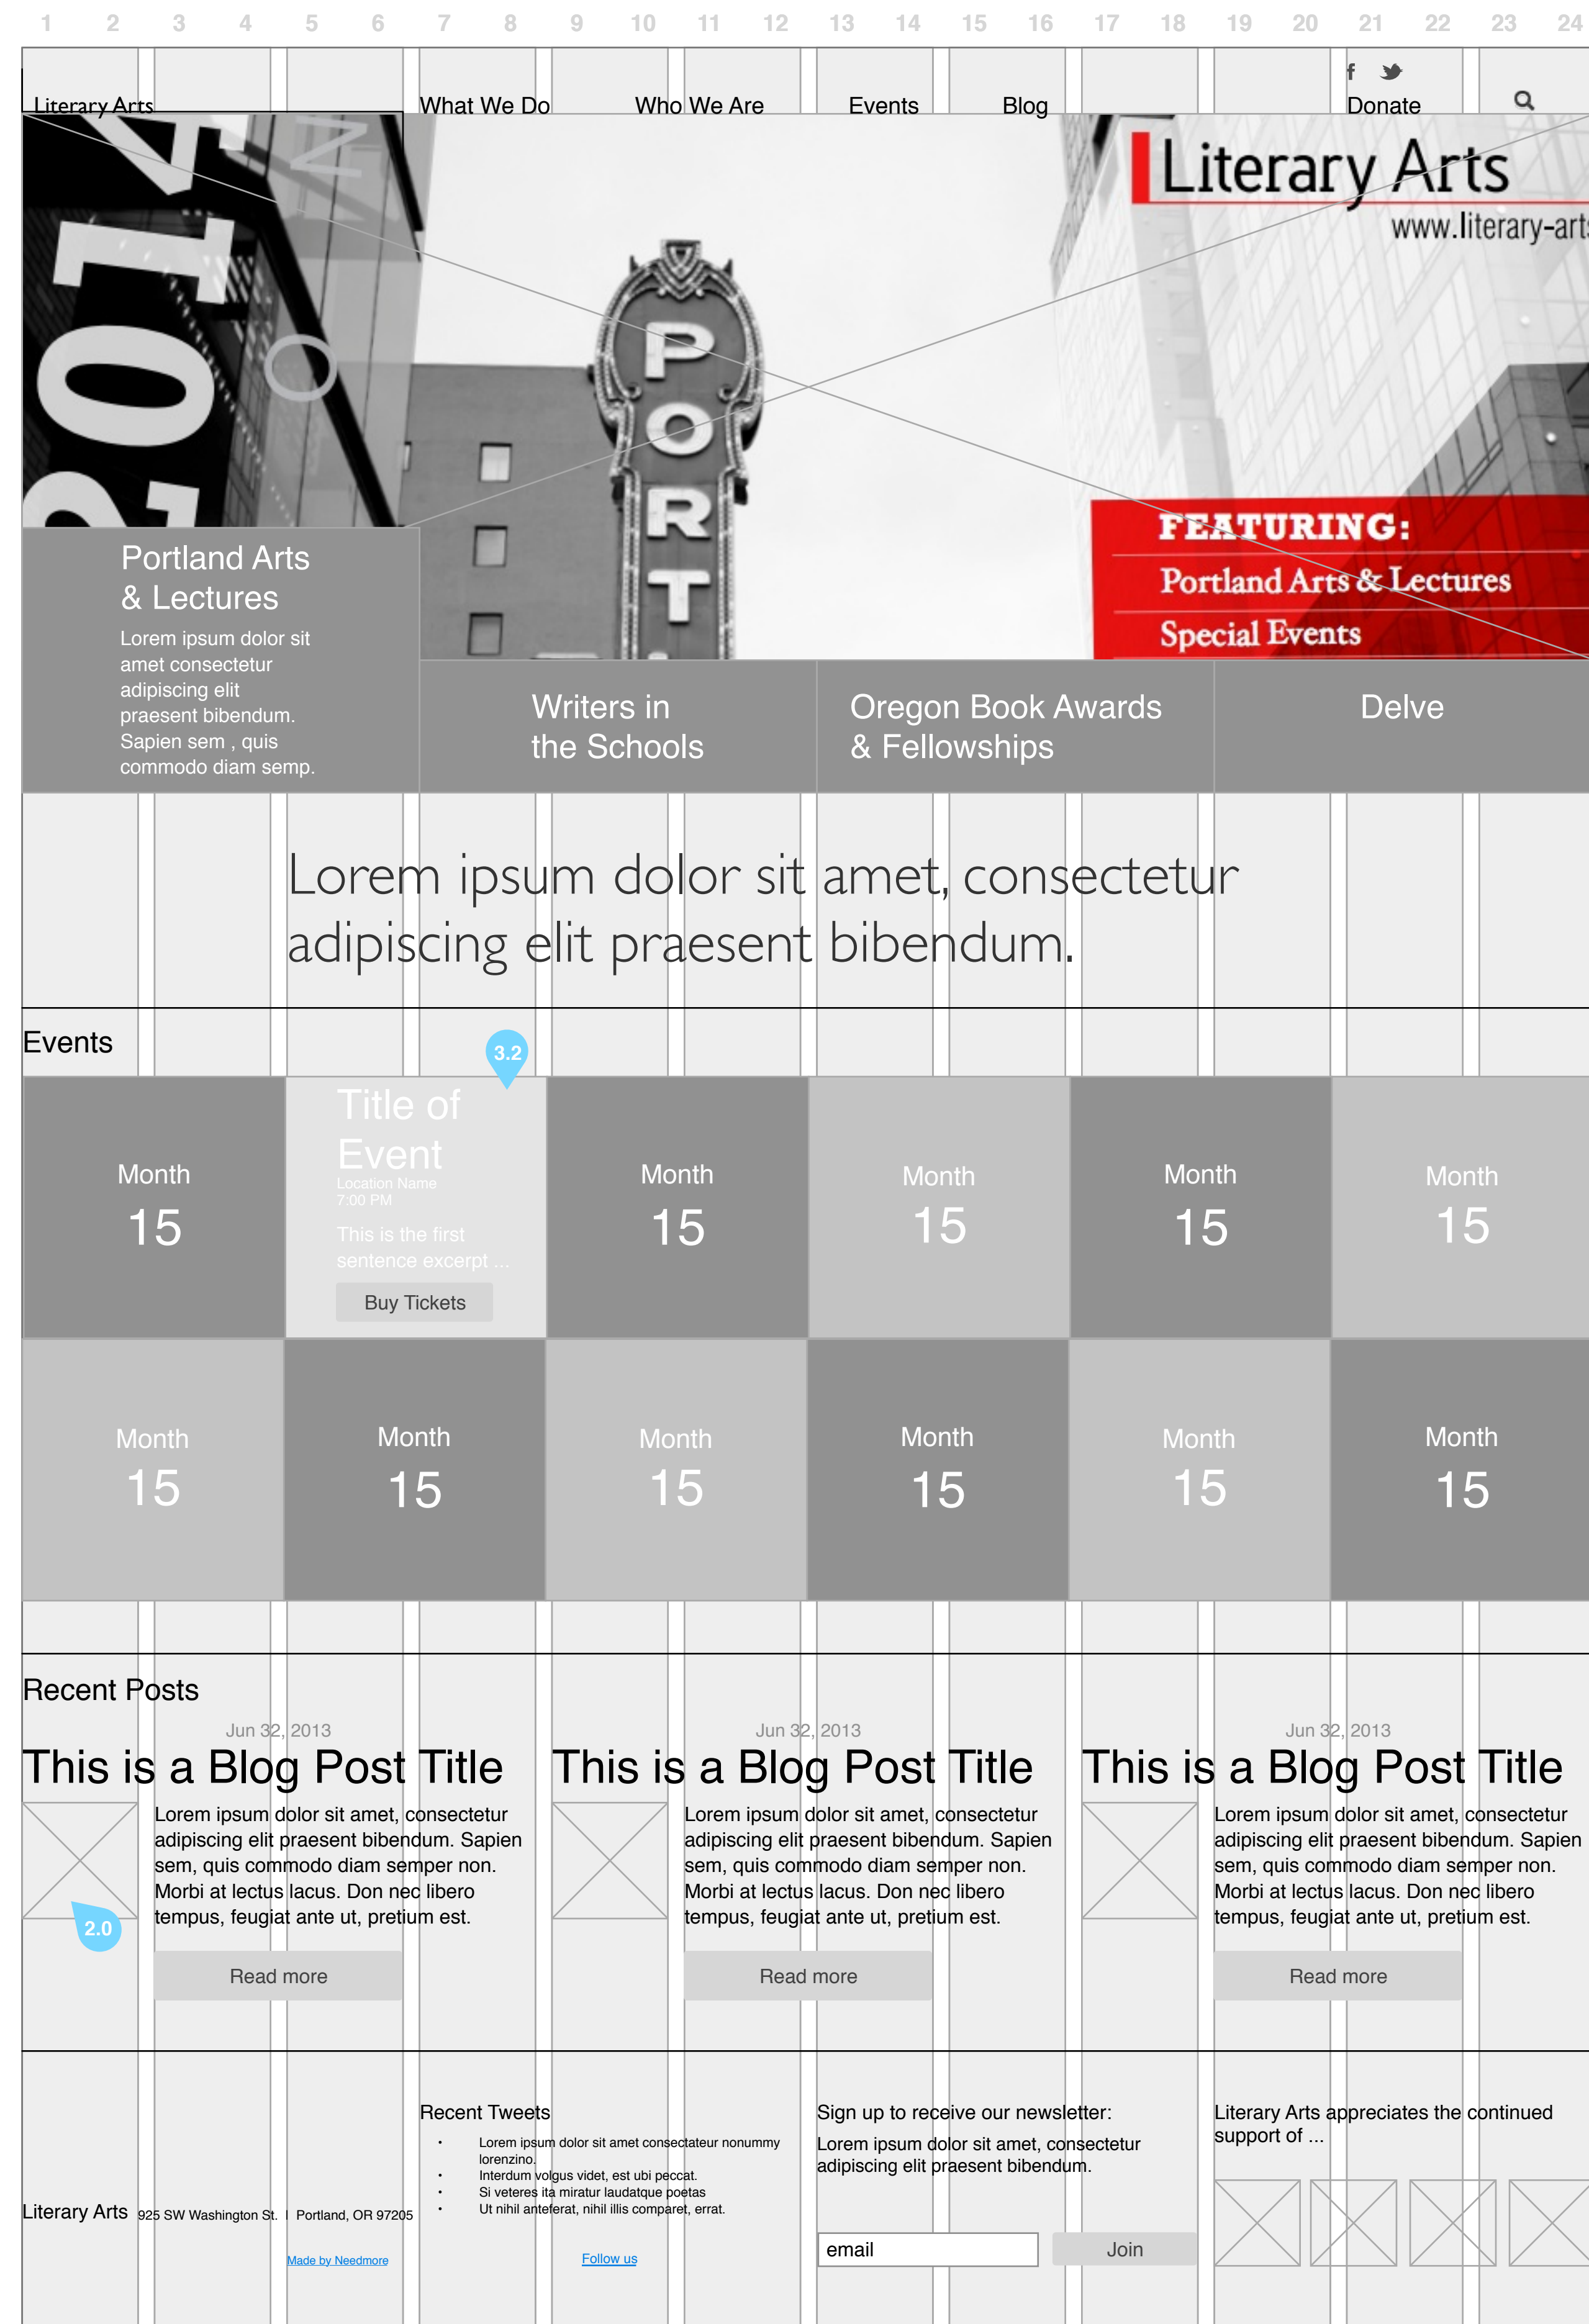 1 2 3 4 5 6 7 8 9 10 11 12 13 14 15 16 17 18 19 20 21 22 23 24
f
Literary Arts What We Do Who We Are Events Blog Donate
2014
Literary Arts
www.literary-arts
PORT
FEATURING:
Portland Arts & Lectures
Special Events
Portland Arts
& Lectures
Lorem ipsum dolor sit
amet consectetur
adipiscing elit
praesent bibendum.
Sapien sem , quis
commodo diam semp.
Writers in
the Schools
Oregon Book Awards
& Fellowships
Delve
Lorem ipsum dolor sit amet, consectetur
adipiscing elit praesent bibendum.
Events
3.2
Month
15
Title of
Event
Location Name
7:00 PM
This is the first
sentence excerpt ...
Buy Tickets
Month
15
Month
15
Month
15
Month
15
Month
15
Month
15
Month
15
Month
15
Month
15
Month
15
Recent Posts
Jun 32, 2013
This is a Blog Post Title
Lorem ipsum dolor sit amet, consectetur
adipiscing elit praesent bibendum. Sapien
sem, quis commodo diam semper non.
Morbi at lectus lacus. Don nec libero
tempus, feugiat ante ut, pretium est.
2.0
Read more
Jun 32, 2013
This is a Blog Post Title
Lorem ipsum dolor sit amet, consectetur
adipiscing elit praesent bibendum. Sapien
sem, quis commodo diam semper non.
Morbi at lectus lacus. Don nec libero
tempus, feugiat ante ut, pretium est.
Read more
Jun 32, 2013
This is a Blog Post Title
Lorem ipsum dolor sit amet, consectetur
adipiscing elit praesent bibendum. Sapien
sem, quis commodo diam semper non.
Morbi at lectus lacus. Don nec libero
tempus, feugiat ante ut, pretium est.
Read more
Literary Arts 925 SW Washington St. | Portland, OR 97205
Made by Needmore
Recent Tweets
• Lorem ipsum dolor sit amet consectateur nonummy
lorenzino.
• Interdum volgus videt, est ubi peccat.
• Si veteres ita miratur laudatque poetas
• Ut nihil anteferat, nihil illis comparet, errat.
Follow us
Sign up to receive our newsletter:
Lorem ipsum dolor sit amet, consectetur
adipiscing elit praesent bibendum.
email
Join
Literary Arts appreciates the continued
support of ...